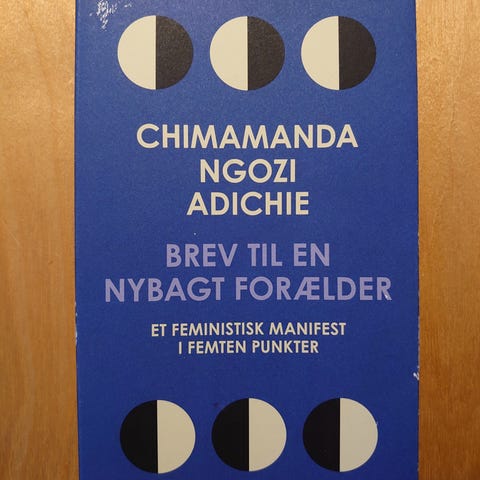 CHIMAMANDA
NGOZI
ADICHIE
BREV TIL EN
NYBAGT FORÆLDER
ET FEMINISTISK MANIFEST
I FEMTEN PUNKTER